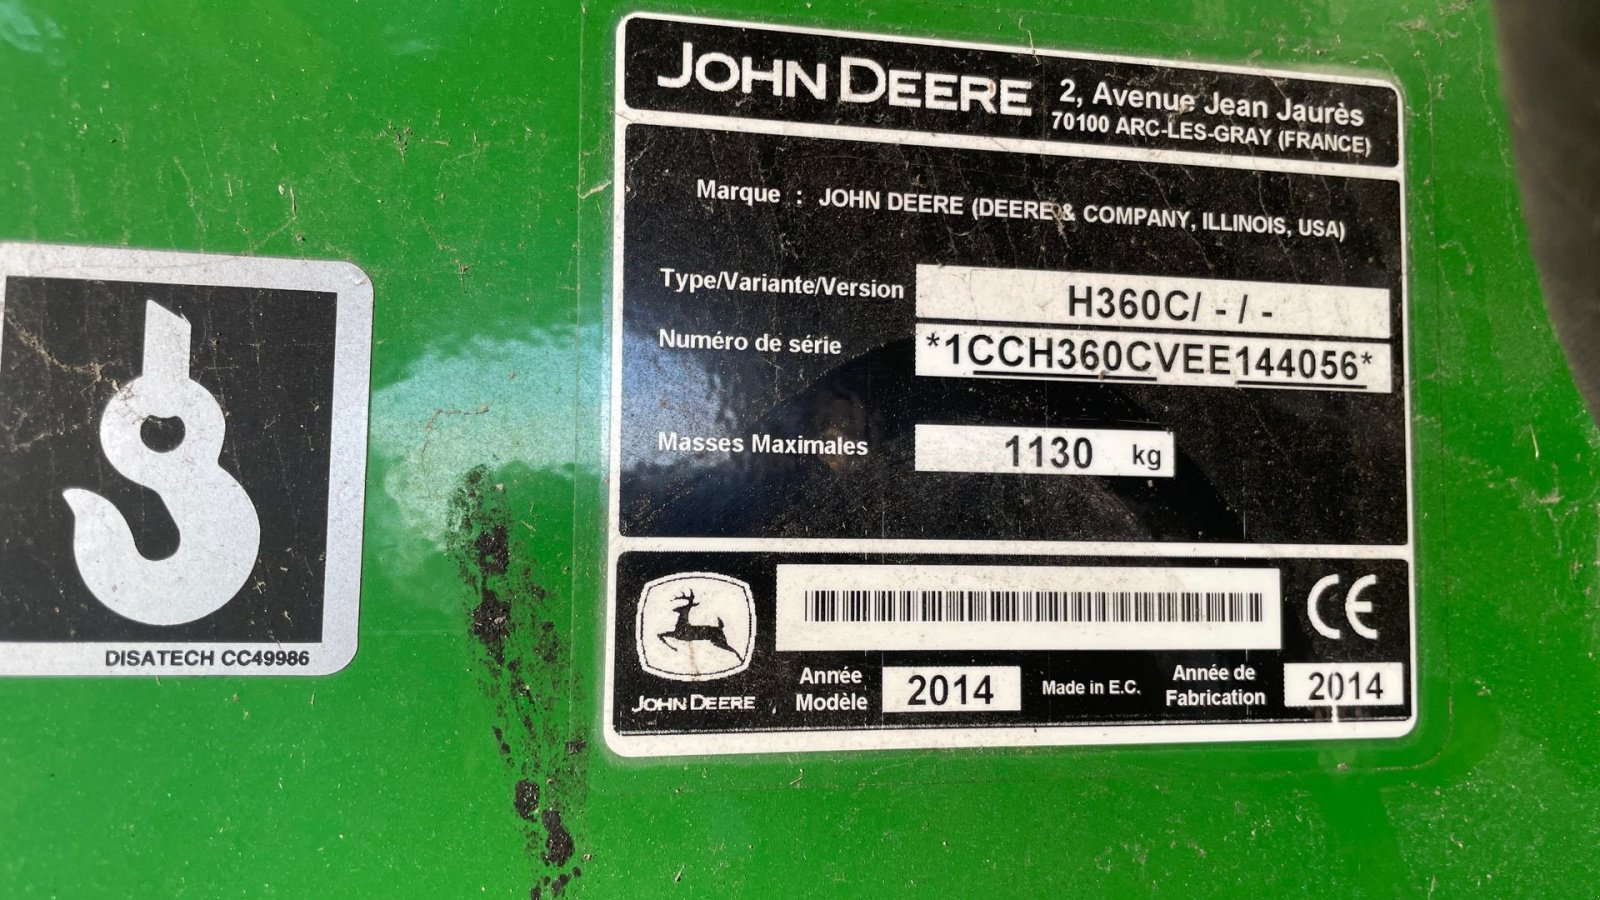 JOHN DEERE
2, Avenue Jean Jaurès
70100 ARC-LES-GRAY (FRANCE)
Marque : JOHN DEERE (DEERE & COMPANY, ILLINOIS, USA)
Type/Variante/Version H360C/ - / -
Numéro de série *1CCH360CVEE144056*
Masses Maximales 1130 kg
DISATECH CC49986
JOHN DEERE
CE
Année Modèle 2014
Made in E.C.
Année de Fabrication 2014